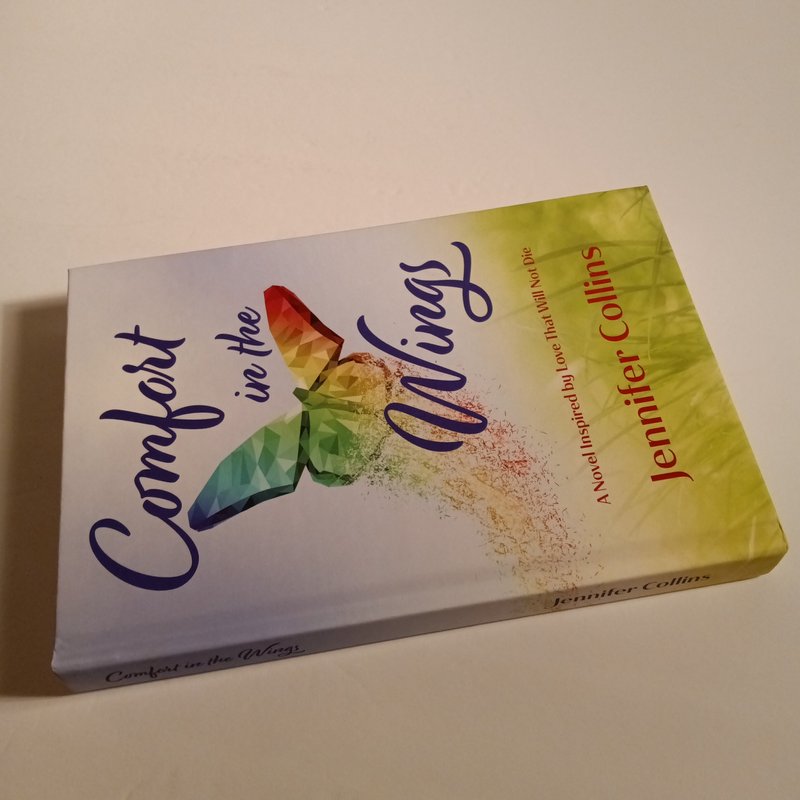 Comfort
in the
Wings
A Novel Inspired by Love That Will Not Die
Jennifer Collins
Comfort in the Wings
Jennifer Collins